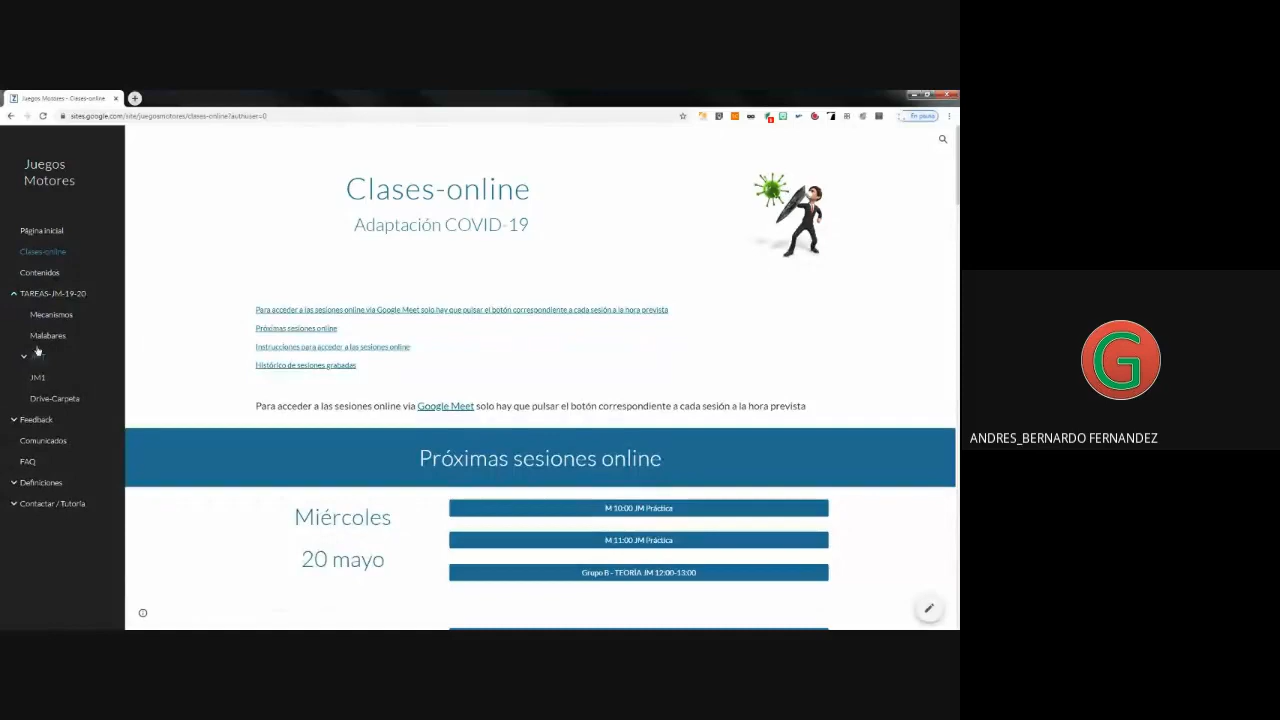 Juegos Motores - Clases-online
sites.google.com/site/juegosmotores/clases-online?authuser=0
En pausa
Juegos
Motores
Página inicial
Clases-online
Contenidos
TAREAS-JM-19-20
Mecanismos
Malabares
JM1
Drive-Carpeta
Feedback
Comunicados
FAQ
Definiciones
Contactar / Tutoría
Clases-online
Adaptación COVID-19
Para acceder a las sesiones online via Google Meet solo hay que pulsar el botón correspondiente a cada sesión a la hora prevista
Próximas sesiones online
Instrucciones para acceder a las sesiones online
Histórico de sesiones grabadas
Para acceder a las sesiones online via Google Meet solo hay que pulsar el botón correspondiente a cada sesión a la hora prevista
Próximas sesiones online
Miércoles
20 mayo
M 10:00 JM Práctica
M 11:00 JM Práctica
Grupo B - TEORÍA JM 12:00-13:00
G
ANDRES_BERNARDO FERNANDEZ